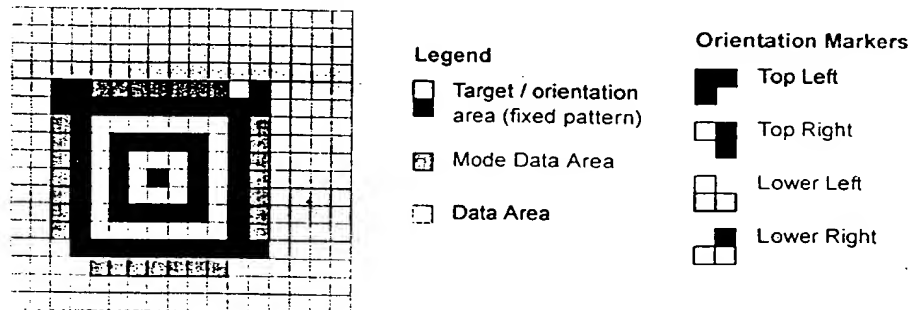 Legend
Target / orientation
area (fixed pattern)
Mode Data Area
Data Area
Orientation Markers
Top Left
Top Right
Lower Left
Lower Right